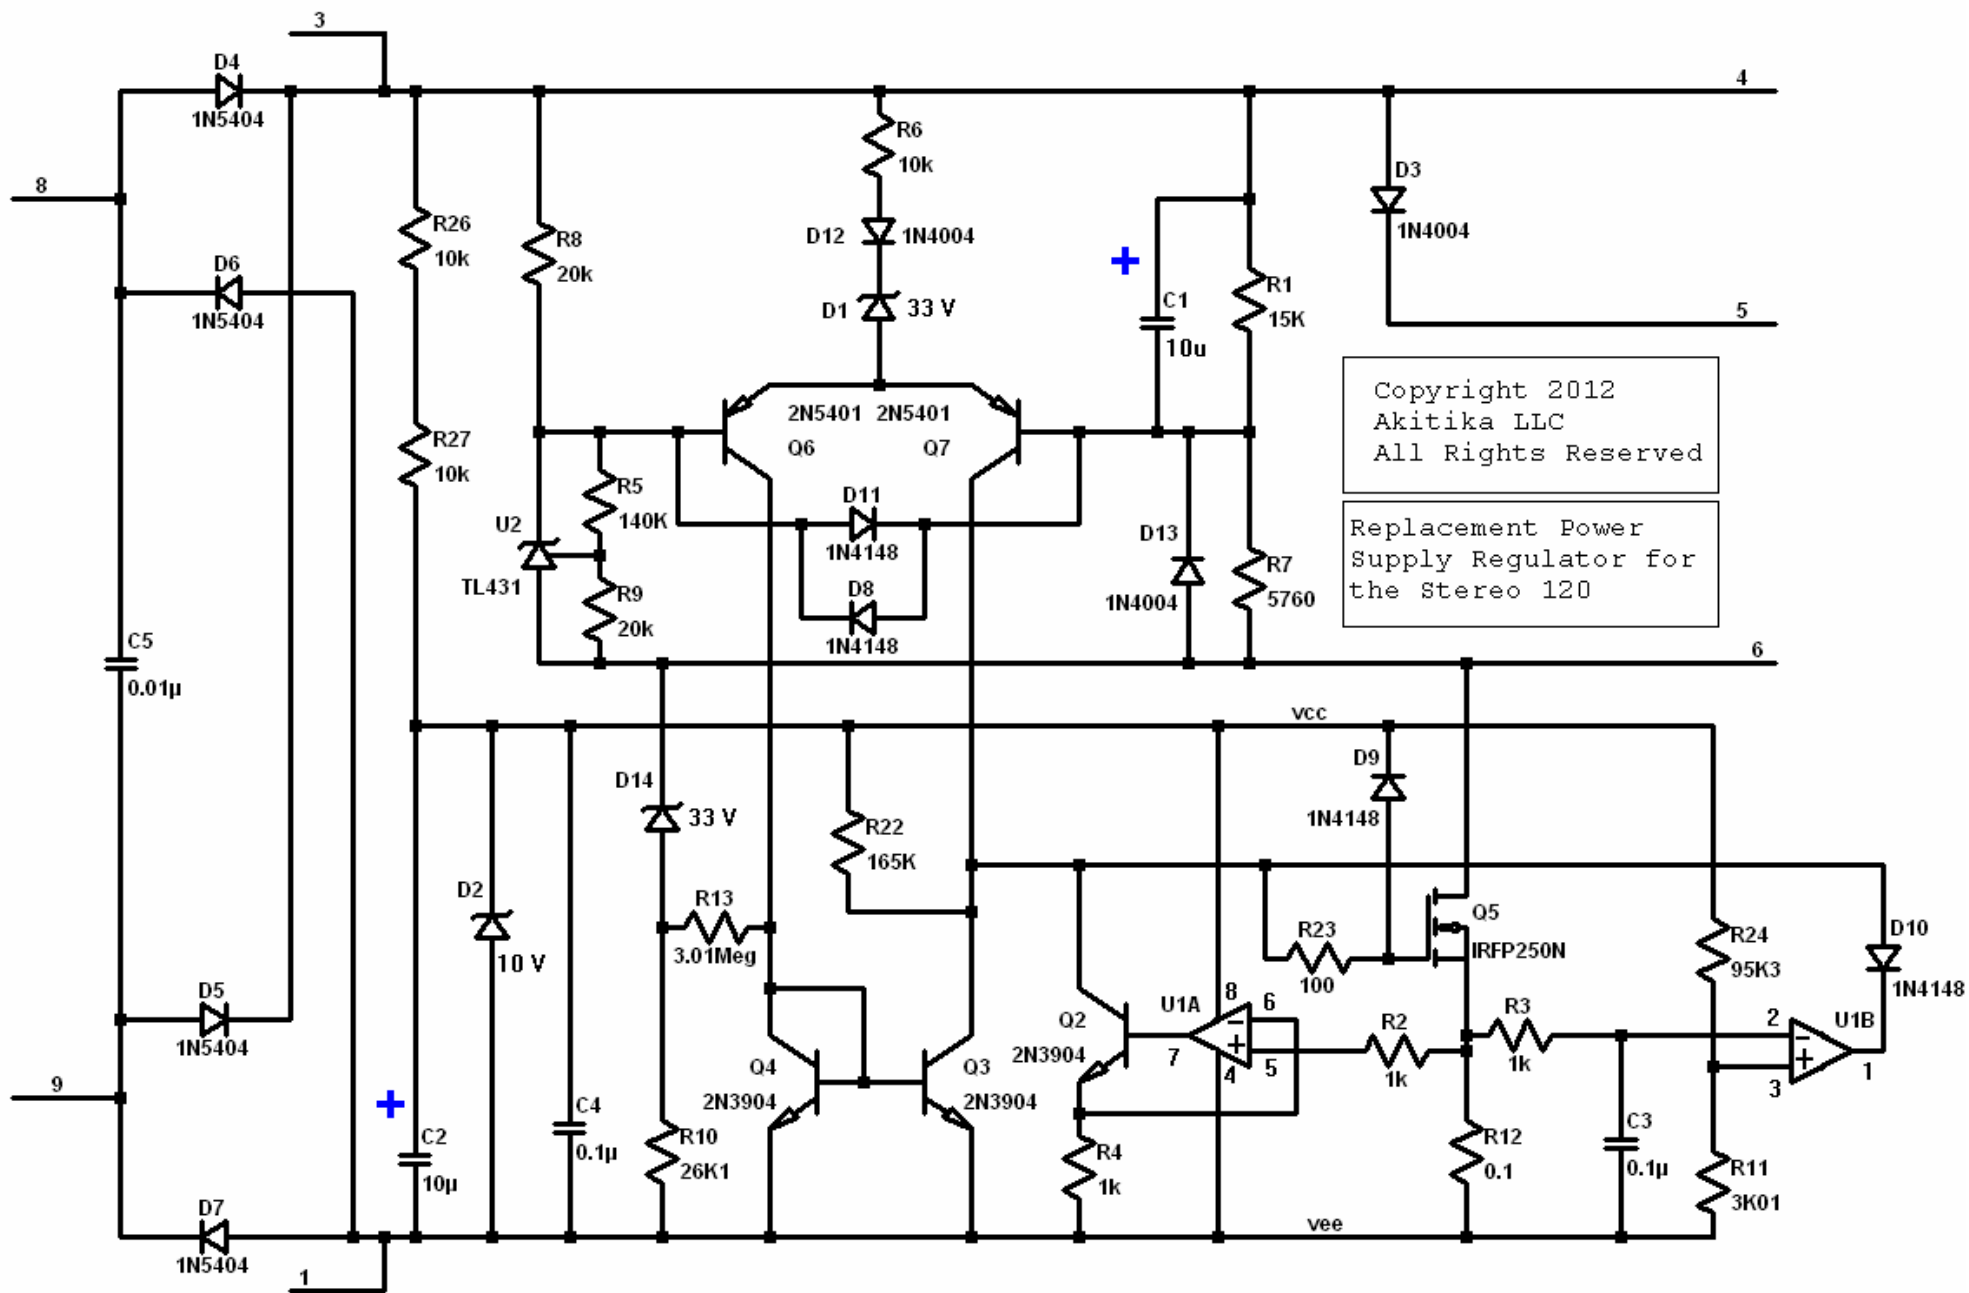 3
D4
1N5404
4
8
R26
10k
R8
20k
R6
10k
D12
1N4004
D1
33 V
+
C1
10u
R1
15K
D3
1N4004
5
D6
1N5404
R27
10k
2N5401
2N5401
Q6
Q7
Copyright 2012
Akitika LLC
All Rights Reserved
U2
TL431
R5
140K
R9
20k
D11
1N4148
D8
1N4148
D13
1N4004
R7
5760
Replacement Power
Supply Regulator for
the Stereo 120
C5
0.01µ
6
vcc
D14
33 V
R22
165K
D9
1N4148
D2
10 V
R13
3.01Meg
R23
100
Q5
IRFP250N
R24
95K3
D10
1N4148
D5
1N5404
9
+
C2
10µ
C4
0.1µ
R10
26K1
Q4
2N3904
Q3
2N3904
Q2
2N3904
U1A
8
6
-
+
7
4
5
R2
1k
R3
1k
2
-
+
3
U1B
1
R4
1k
R12
0.1
C3
0.1µ
R11
3K01
D7
1N5404
vee
1